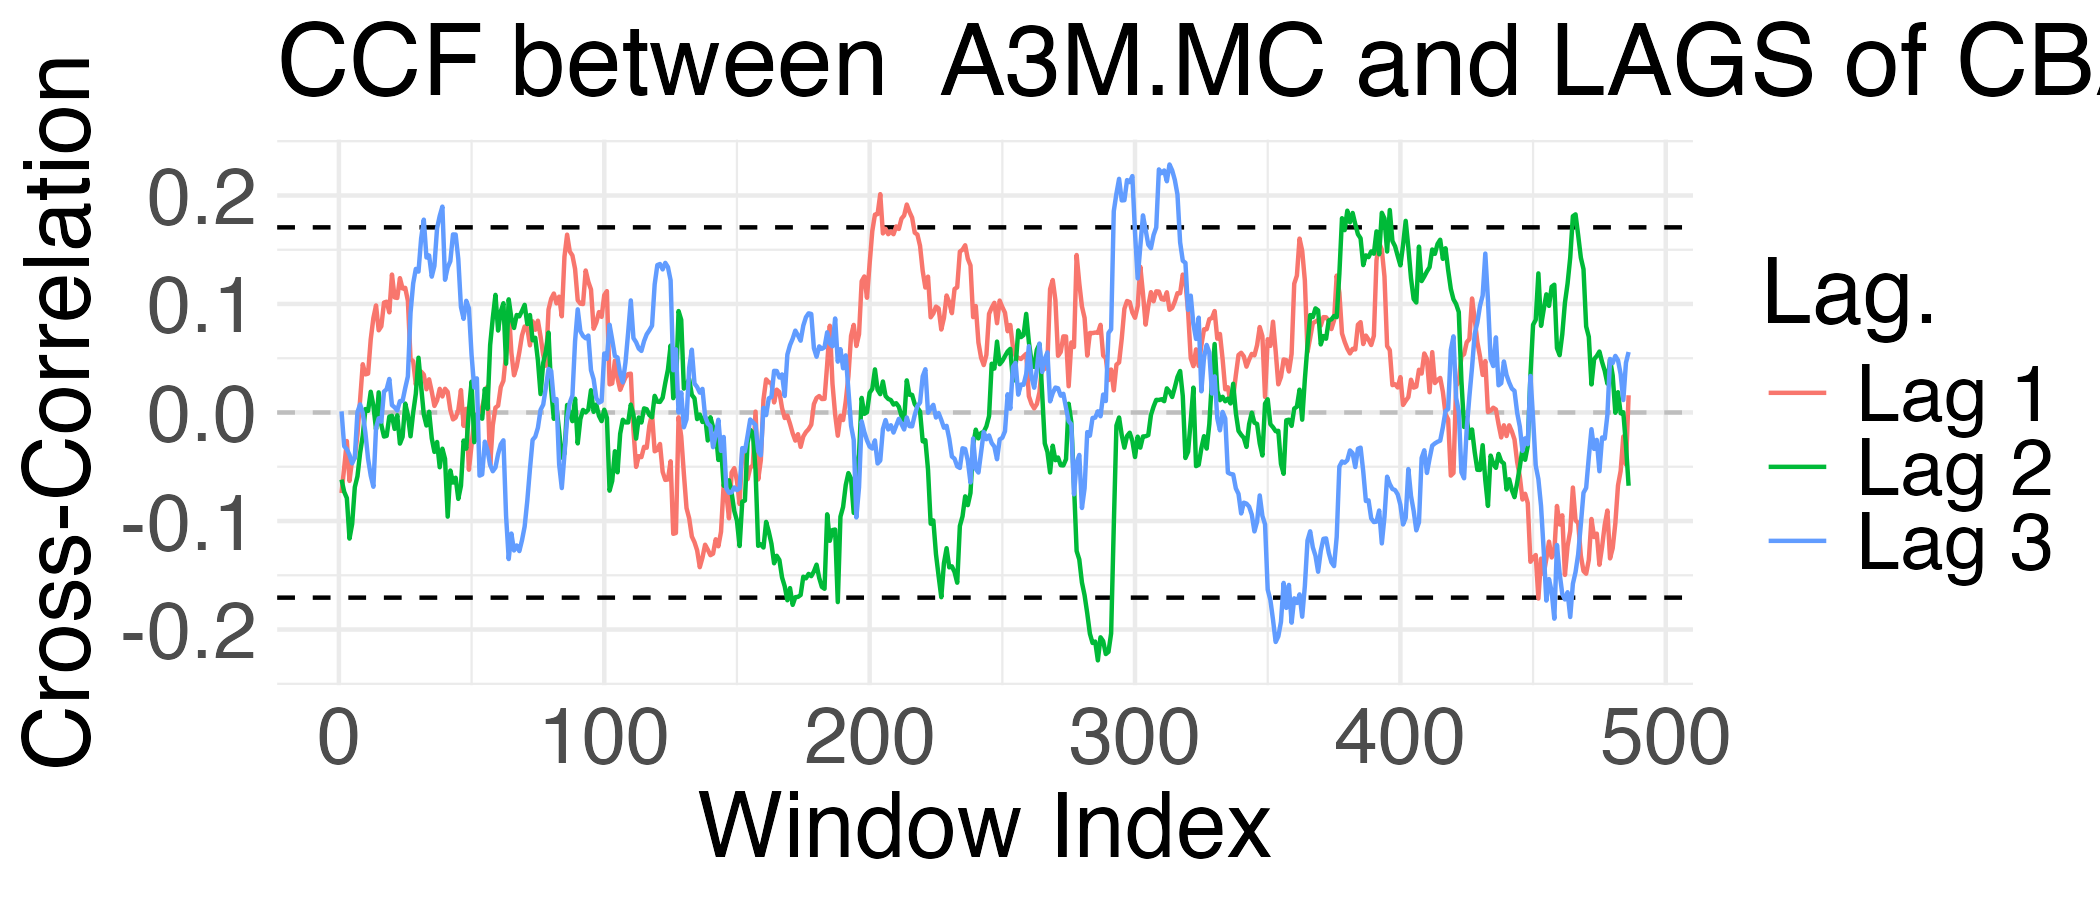 CCF between  A3M.MC and LAGS of CBA
Cross-Correlation
0.2
0.1
0.0
-0.1
-0.2
0
100
200
300
400
500
Window Index
Lag.
Lag 1
Lag 2
Lag 3